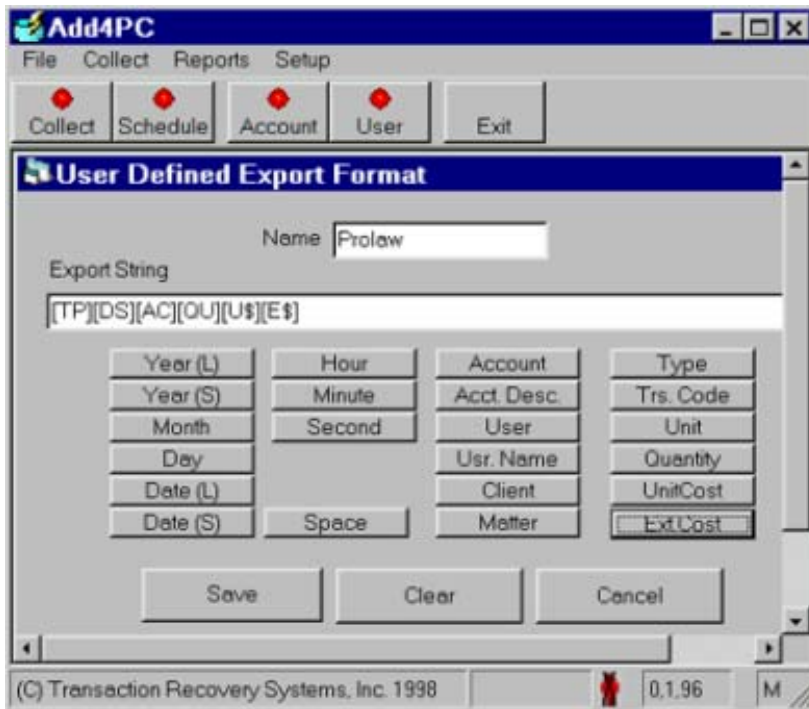 Add4PC
File Collect Reports Setup
Collect Schedule Account User Exit
User Defined Export Format
Name Prolaw
Export String
[TP][DS][AC][QU][U$][E$]
Year (L) Hour Account Type
Year (S) Minute Acct. Desc. Trs. Code
Month Second User Unit
Day Usr. Name Quantity
Date (L) Client UnitCost
Date (S) Space Matter Ext.Cost
Save Clear Cancel
(C) Transaction Recovery Systems, Inc. 1998 0,1,96 M